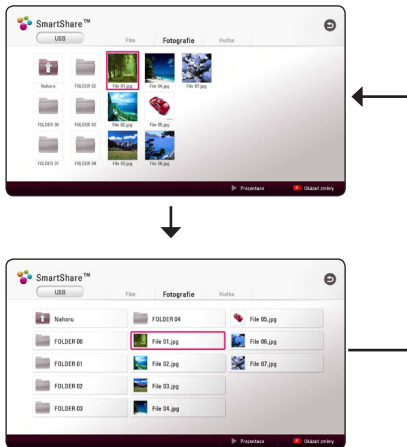 SmartShare™
USB Film Fotografie Hudba
Nahoru FOLDER 02 File 01.jpg File 04.jpg File 07.jpg
FOLDER 00 FOLDER 03 File 02.jpg File 05.jpg
FOLDER 01 FOLDER 04 File 03.jpg File 06.jpg
Prezentace Ukázat změny
SmartShare™
USB Film Fotografie Hudba
Nahoru FOLDER 04 File 05.jpg
FOLDER 00 File 01.jpg File 06.jpg
FOLDER 01 File 02.jpg File 07.jpg
FOLDER 02 File 03.jpg
FOLDER 03 File 04.jpg
Prezentace Ukázat změny